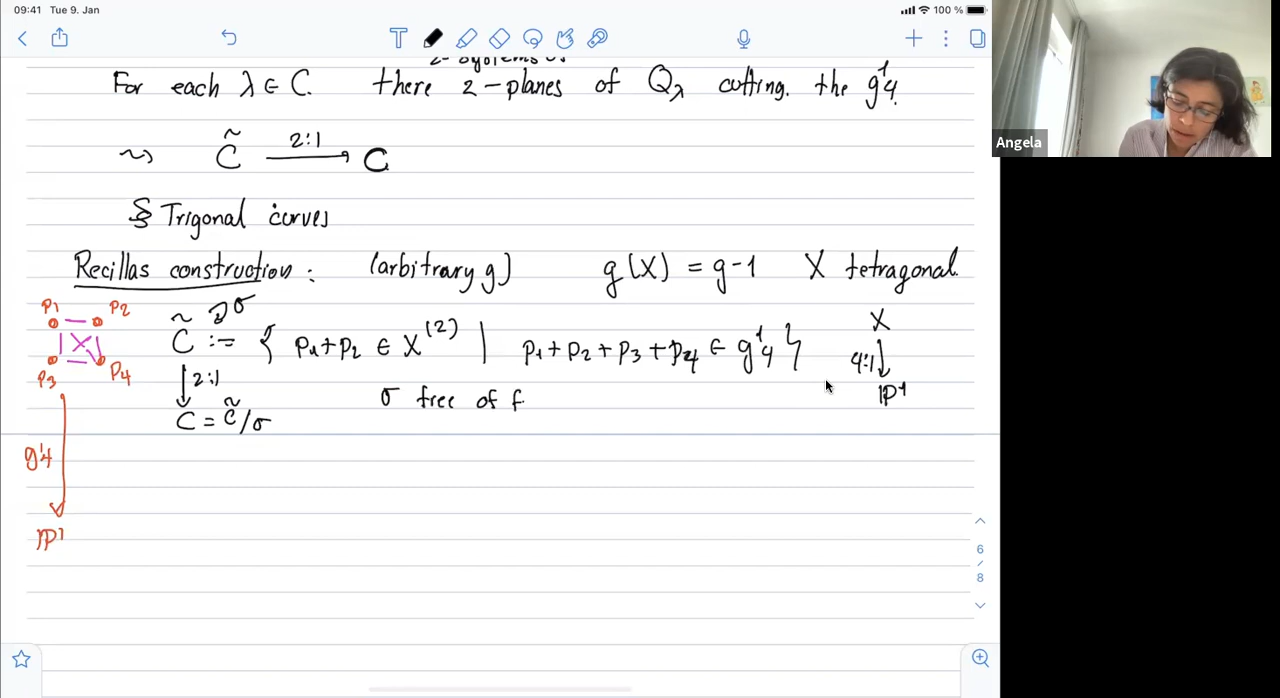 09:41 Tue 9. Jan
100 %
Angela
For each λ ∈ C. there 2-planes of Q_λ cutting. the g¹4.
~> C̃ 2:1 → C
§ Trigonal curves
Recillas construction: (arbitrary g) g(X) = g-1 X tetragonal.
P1 P2
P3 P4
C̃ ↻ σ := { p1+p2 ∈ X^(2) | p1+p2+p3+p4 ∈ g¹4 }
X
4:1 ↓
P¹
↓ 2:1
C = C̃/σ
σ free of f
g¹4
P¹
6
/
8